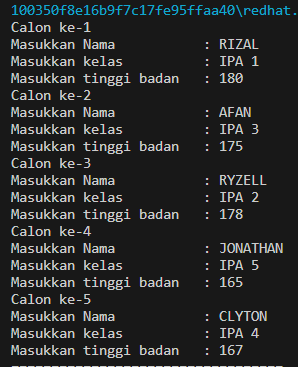 100350f8e16b9f7c17fe95ffaa40\redhat.
Calon ke-1
Masukkan Nama : RIZAL
Masukkan kelas : IPA 1
Masukkan tinggi badan : 180
Calon ke-2
Masukkan Nama : AFAN
Masukkan kelas : IPA 3
Masukkan tinggi badan : 175
Calon ke-3
Masukkan Nama : RYZELL
Masukkan kelas : IPA 2
Masukkan tinggi badan : 178
Calon ke-4
Masukkan Nama : JONATHAN
Masukkan kelas : IPA 5
Masukkan tinggi badan : 165
Calon ke-5
Masukkan Nama : CLYTON
Masukkan kelas : IPA 4
Masukkan tinggi badan : 167